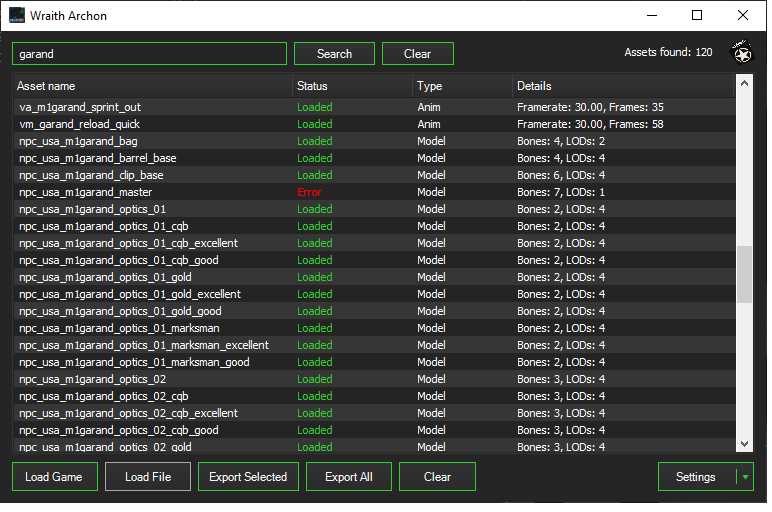 Wraith Archon
garand Search Clear Assets found: 120
Asset name Status Type Details
va_m1garand_sprint_out Loaded Anim Framerate: 30.00, Frames: 35
vm_garand_reload_quick Loaded Anim Framerate: 30.00, Frames: 58
npc_usa_m1garand_bag Loaded Model Bones: 4, LODs: 2
npc_usa_m1garand_barrel_base Loaded Model Bones: 4, LODs: 4
npc_usa_m1garand_clip_base Loaded Model Bones: 6, LODs: 4
npc_usa_m1garand_master Error Model Bones: 7, LODs: 1
npc_usa_m1garand_optics_01 Loaded Model Bones: 2, LODs: 4
npc_usa_m1garand_optics_01_cqb Loaded Model Bones: 2, LODs: 4
npc_usa_m1garand_optics_01_cqb_excellent Loaded Model Bones: 2, LODs: 4
npc_usa_m1garand_optics_01_cqb_good Loaded Model Bones: 2, LODs: 4
npc_usa_m1garand_optics_01_gold Loaded Model Bones: 2, LODs: 4
npc_usa_m1garand_optics_01_gold_excellent Loaded Model Bones: 2, LODs: 4
npc_usa_m1garand_optics_01_gold_good Loaded Model Bones: 2, LODs: 4
npc_usa_m1garand_optics_01_marksman Loaded Model Bones: 2, LODs: 4
npc_usa_m1garand_optics_01_marksman_excellent Loaded Model Bones: 2, LODs: 4
npc_usa_m1garand_optics_01_marksman_good Loaded Model Bones: 2, LODs: 4
npc_usa_m1garand_optics_02 Loaded Model Bones: 3, LODs: 4
npc_usa_m1garand_optics_02_cqb Loaded Model Bones: 3, LODs: 4
npc_usa_m1garand_optics_02_cqb_excellent Loaded Model Bones: 3, LODs: 4
npc_usa_m1garand_optics_02_cqb_good Loaded Model Bones: 3, LODs: 4
npc_usa_m1garand_optics_02_gold Loaded Model Bones: 3, LODs: 4
Load Game Load File Export Selected Export All Clear Settings